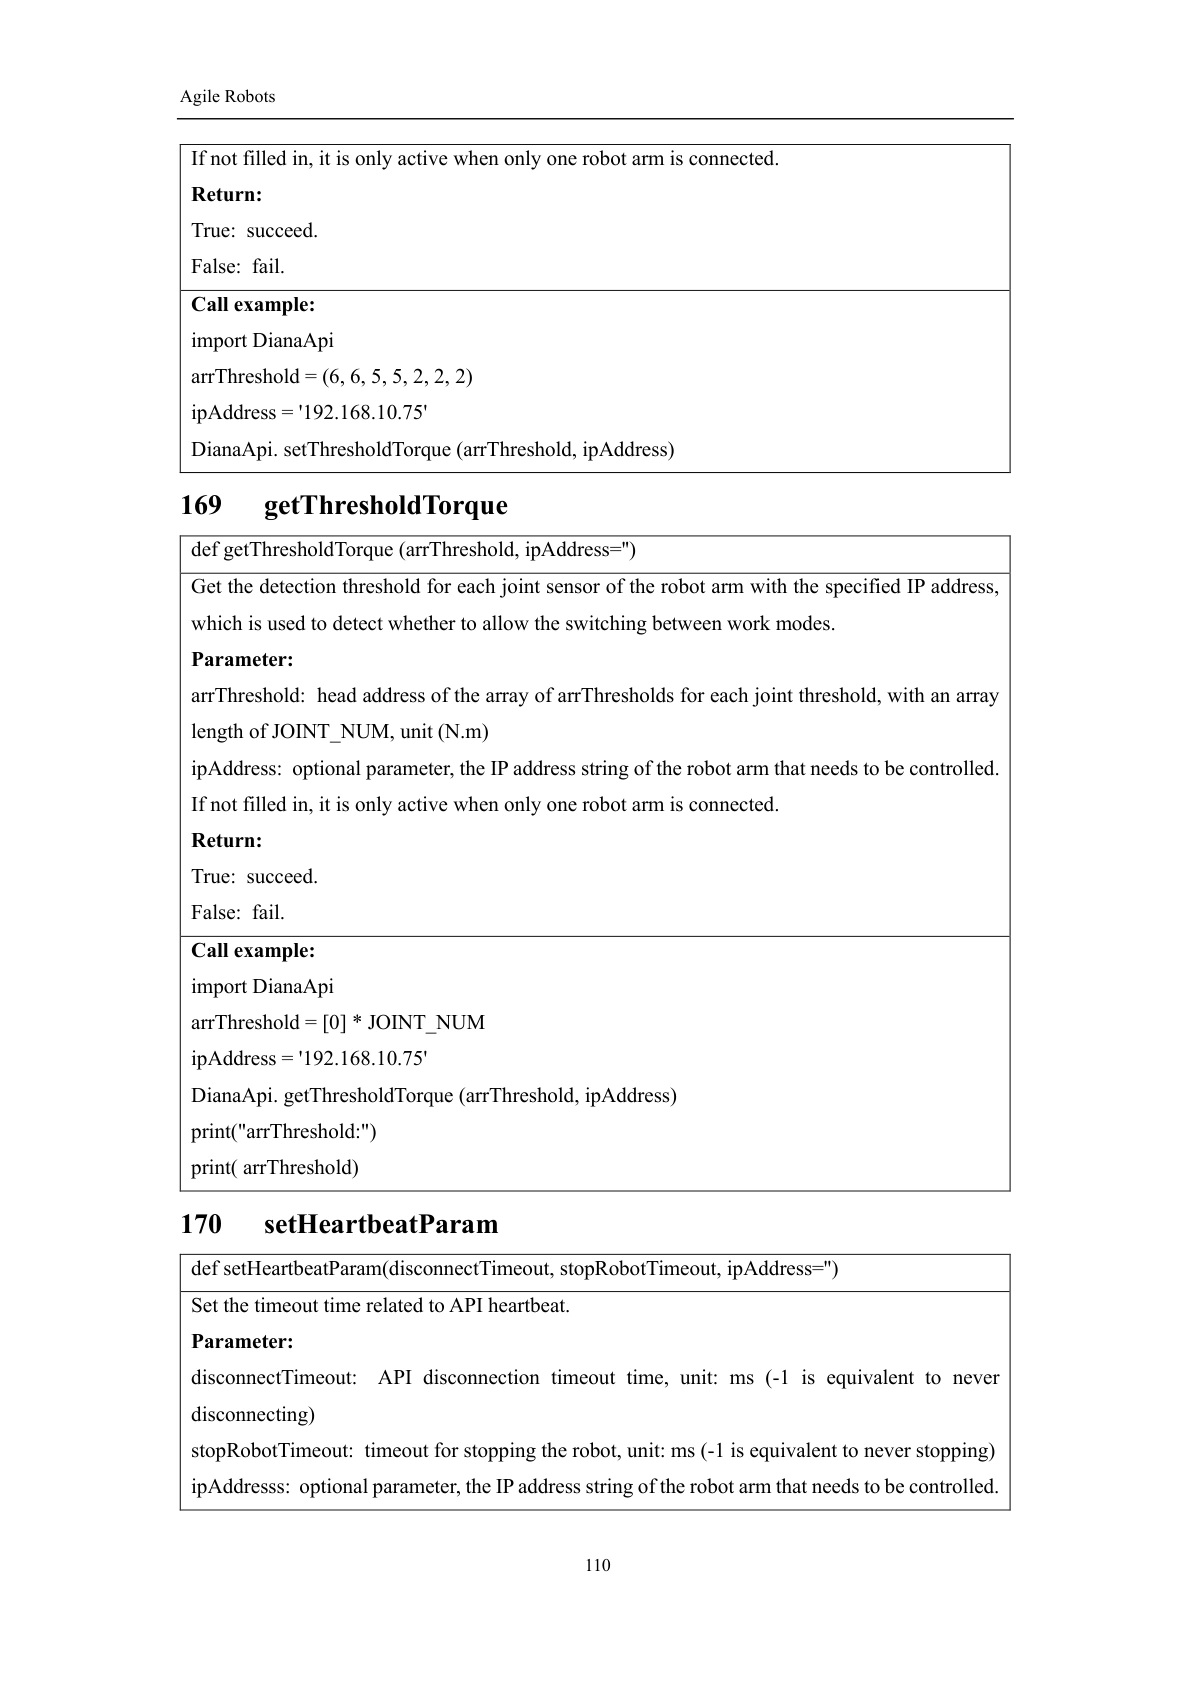 Agile Robots
If not filled in, it is only active when only one robot arm is connected.
Return:
True: succeed.
False: fail.
Call example:
import DianaApi
arrThreshold = (6, 6, 5, 5, 2, 2, 2)
ipAddress = '192.168.10.75'
DianaApi. setThresholdTorque (arrThreshold, ipAddress)
169 getThresholdTorque
def getThresholdTorque (arrThreshold, ipAddress='')
Get the detection threshold for each joint sensor of the robot arm with the specified IP address,
which is used to detect whether to allow the switching between work modes.
Parameter:
arrThreshold: head address of the array of arrThresholds for each joint threshold, with an array
length of JOINT_NUM, unit (N.m)
ipAddress: optional parameter, the IP address string of the robot arm that needs to be controlled.
If not filled in, it is only active when only one robot arm is connected.
Return:
True: succeed.
False: fail.
Call example:
import DianaApi
arrThreshold = [0] * JOINT_NUM
ipAddress = '192.168.10.75'
DianaApi. getThresholdTorque (arrThreshold, ipAddress)
print("arrThreshold:")
print( arrThreshold)
170 setHeartbeatParam
def setHeartbeatParam(disconnectTimeout, stopRobotTimeout, ipAddress='')
Set the timeout time related to API heartbeat.
Parameter:
disconnectTimeout: API disconnection timeout time, unit: ms (-1 is equivalent to never
disconnecting)
stopRobotTimeout: timeout for stopping the robot, unit: ms (-1 is equivalent to never stopping)
ipAddresss: optional parameter, the IP address string of the robot arm that needs to be controlled.
110